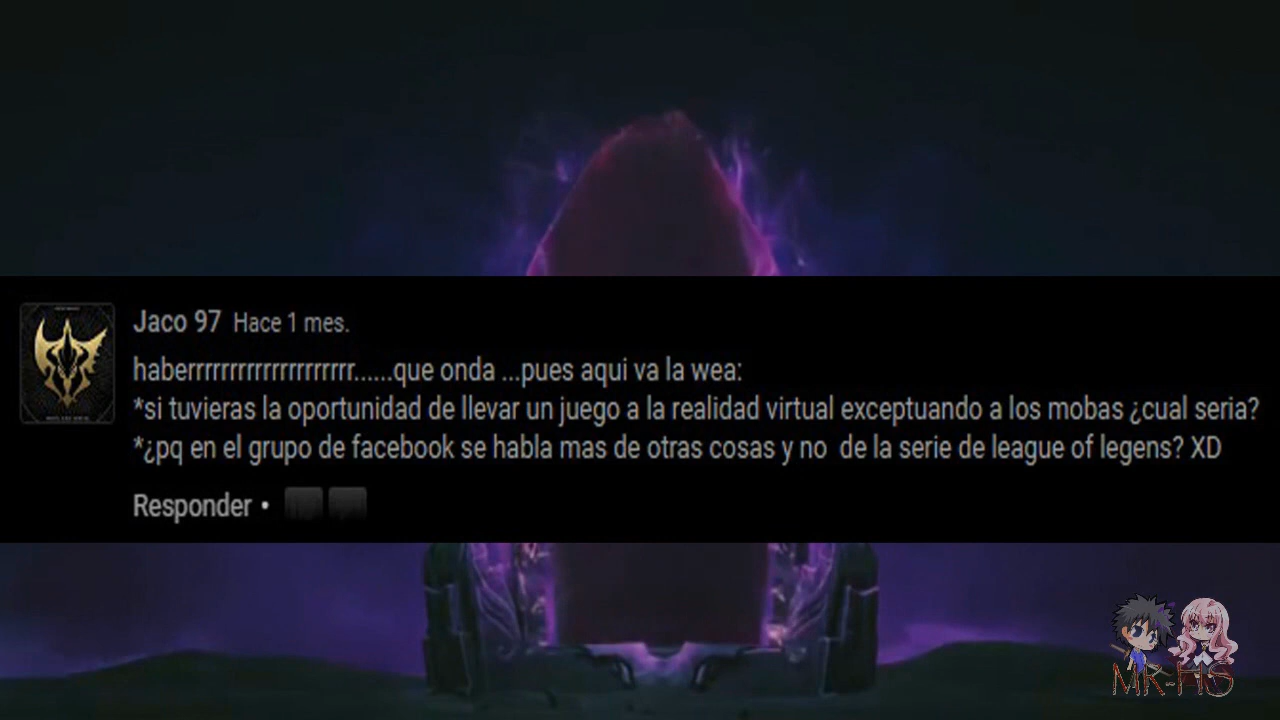 Jaco 97 Hace 1 mes.
haberrrrrrrrrrrrrrrrrrrr......que onda ...pues aqui va la wea:
*si tuvieras la oportunidad de llevar un juego a la realidad virtual exceptuando a los mobas ¿cual seria?
*¿pq en el grupo de facebook se habla mas de otras cosas y no  de la serie de league of legens? XD
Responder •
MK-HS